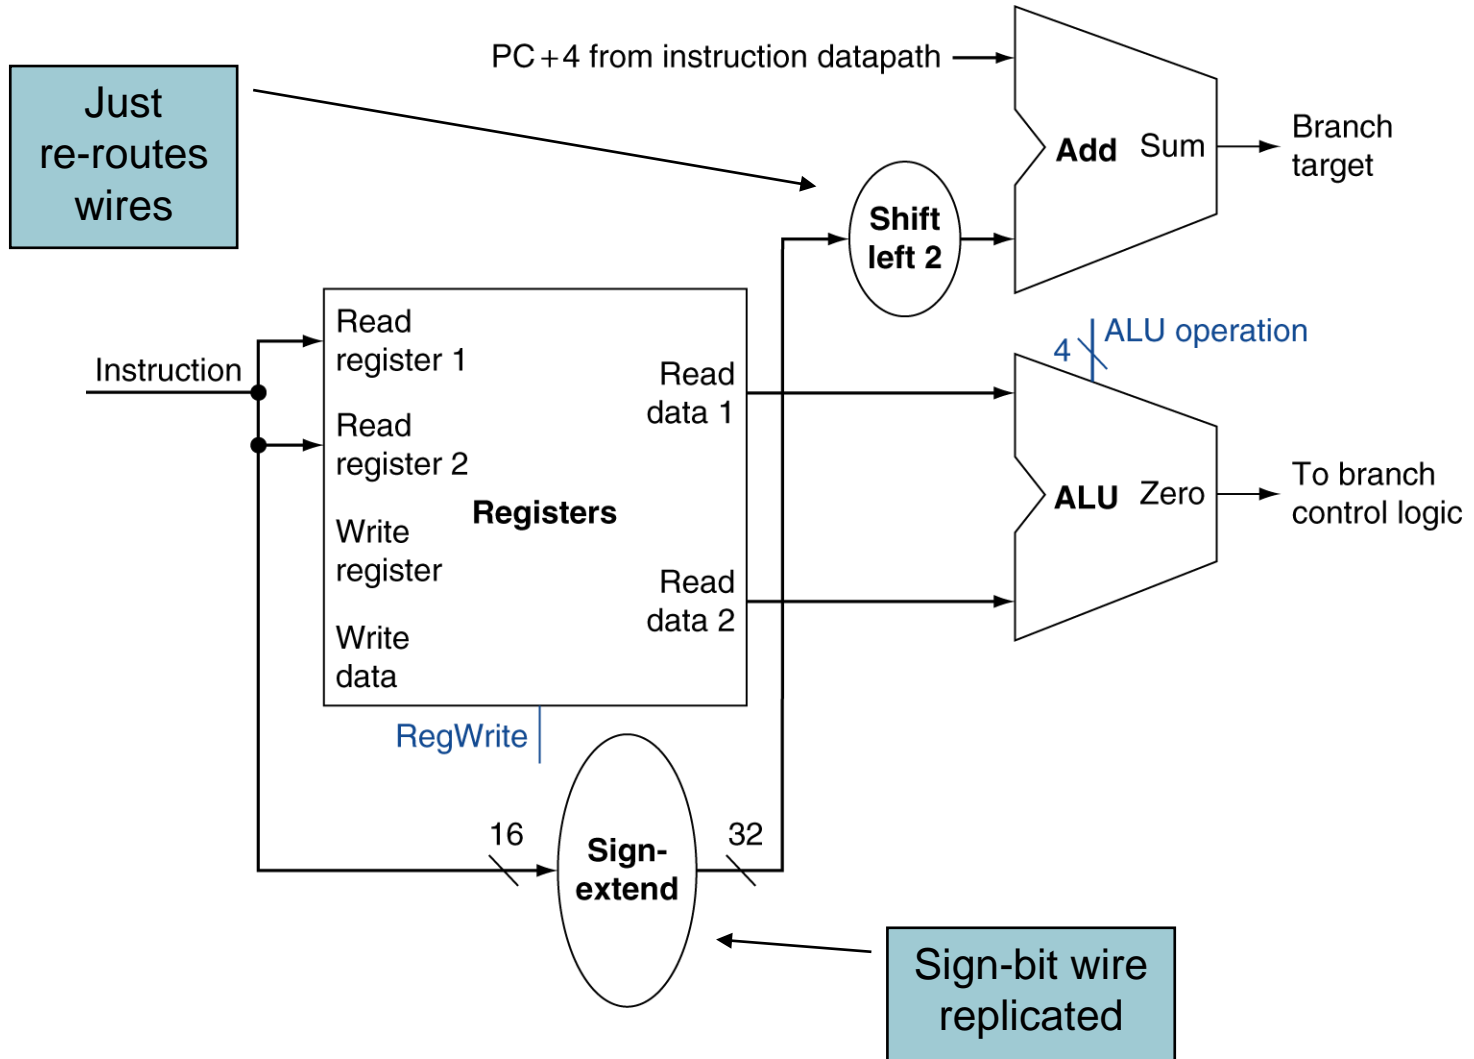 PC+4 from instruction datapath
Just
re-routes
wires
Add
Sum
Branch
target
Shift
left 2
Read
register 1
ALU operation
4
Instruction
Read
data 1
Read
register 2
Registers
ALU
Zero
To branch
control logic
Write
register
Read
data 2
Write
data
RegWrite
16
32
Sign-
extend
Sign-bit wire
replicated